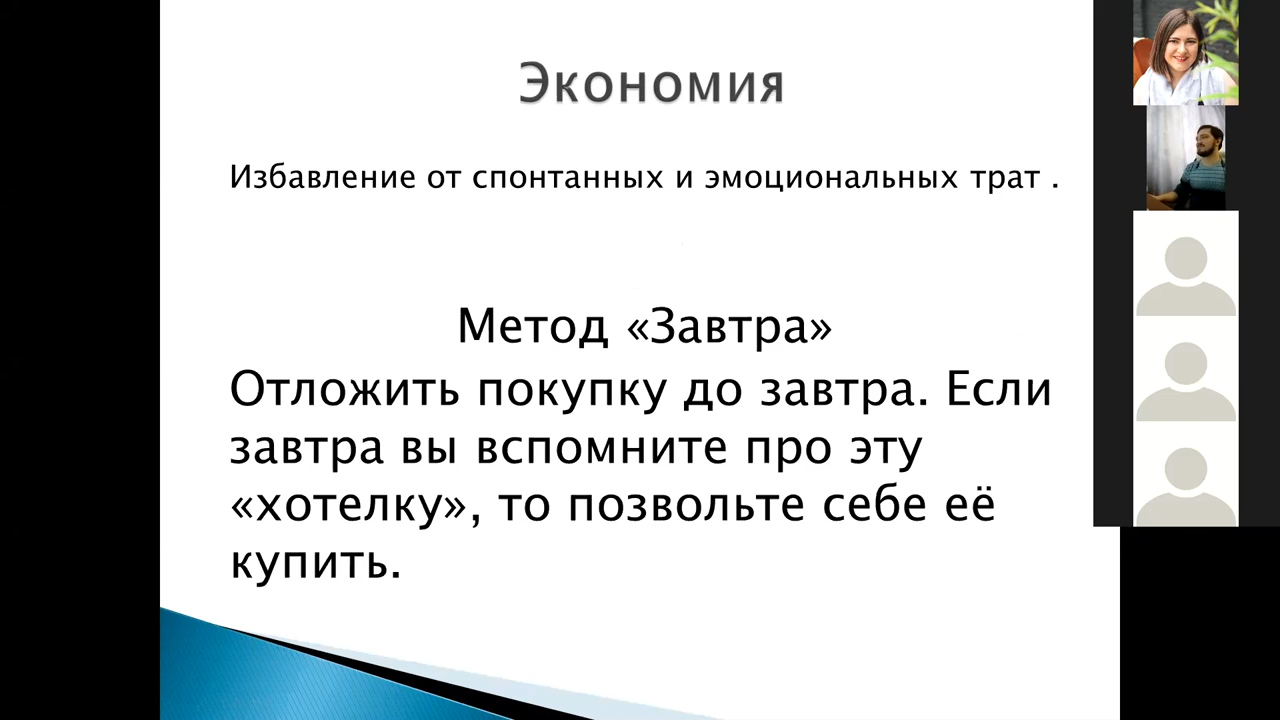 Экономия
Избавление от спонтанных и эмоциональных трат .
Метод «Завтра»
Отложить покупку до завтра. Если
завтра вы вспомните про эту
«хотелку», то позвольте себе её
купить.